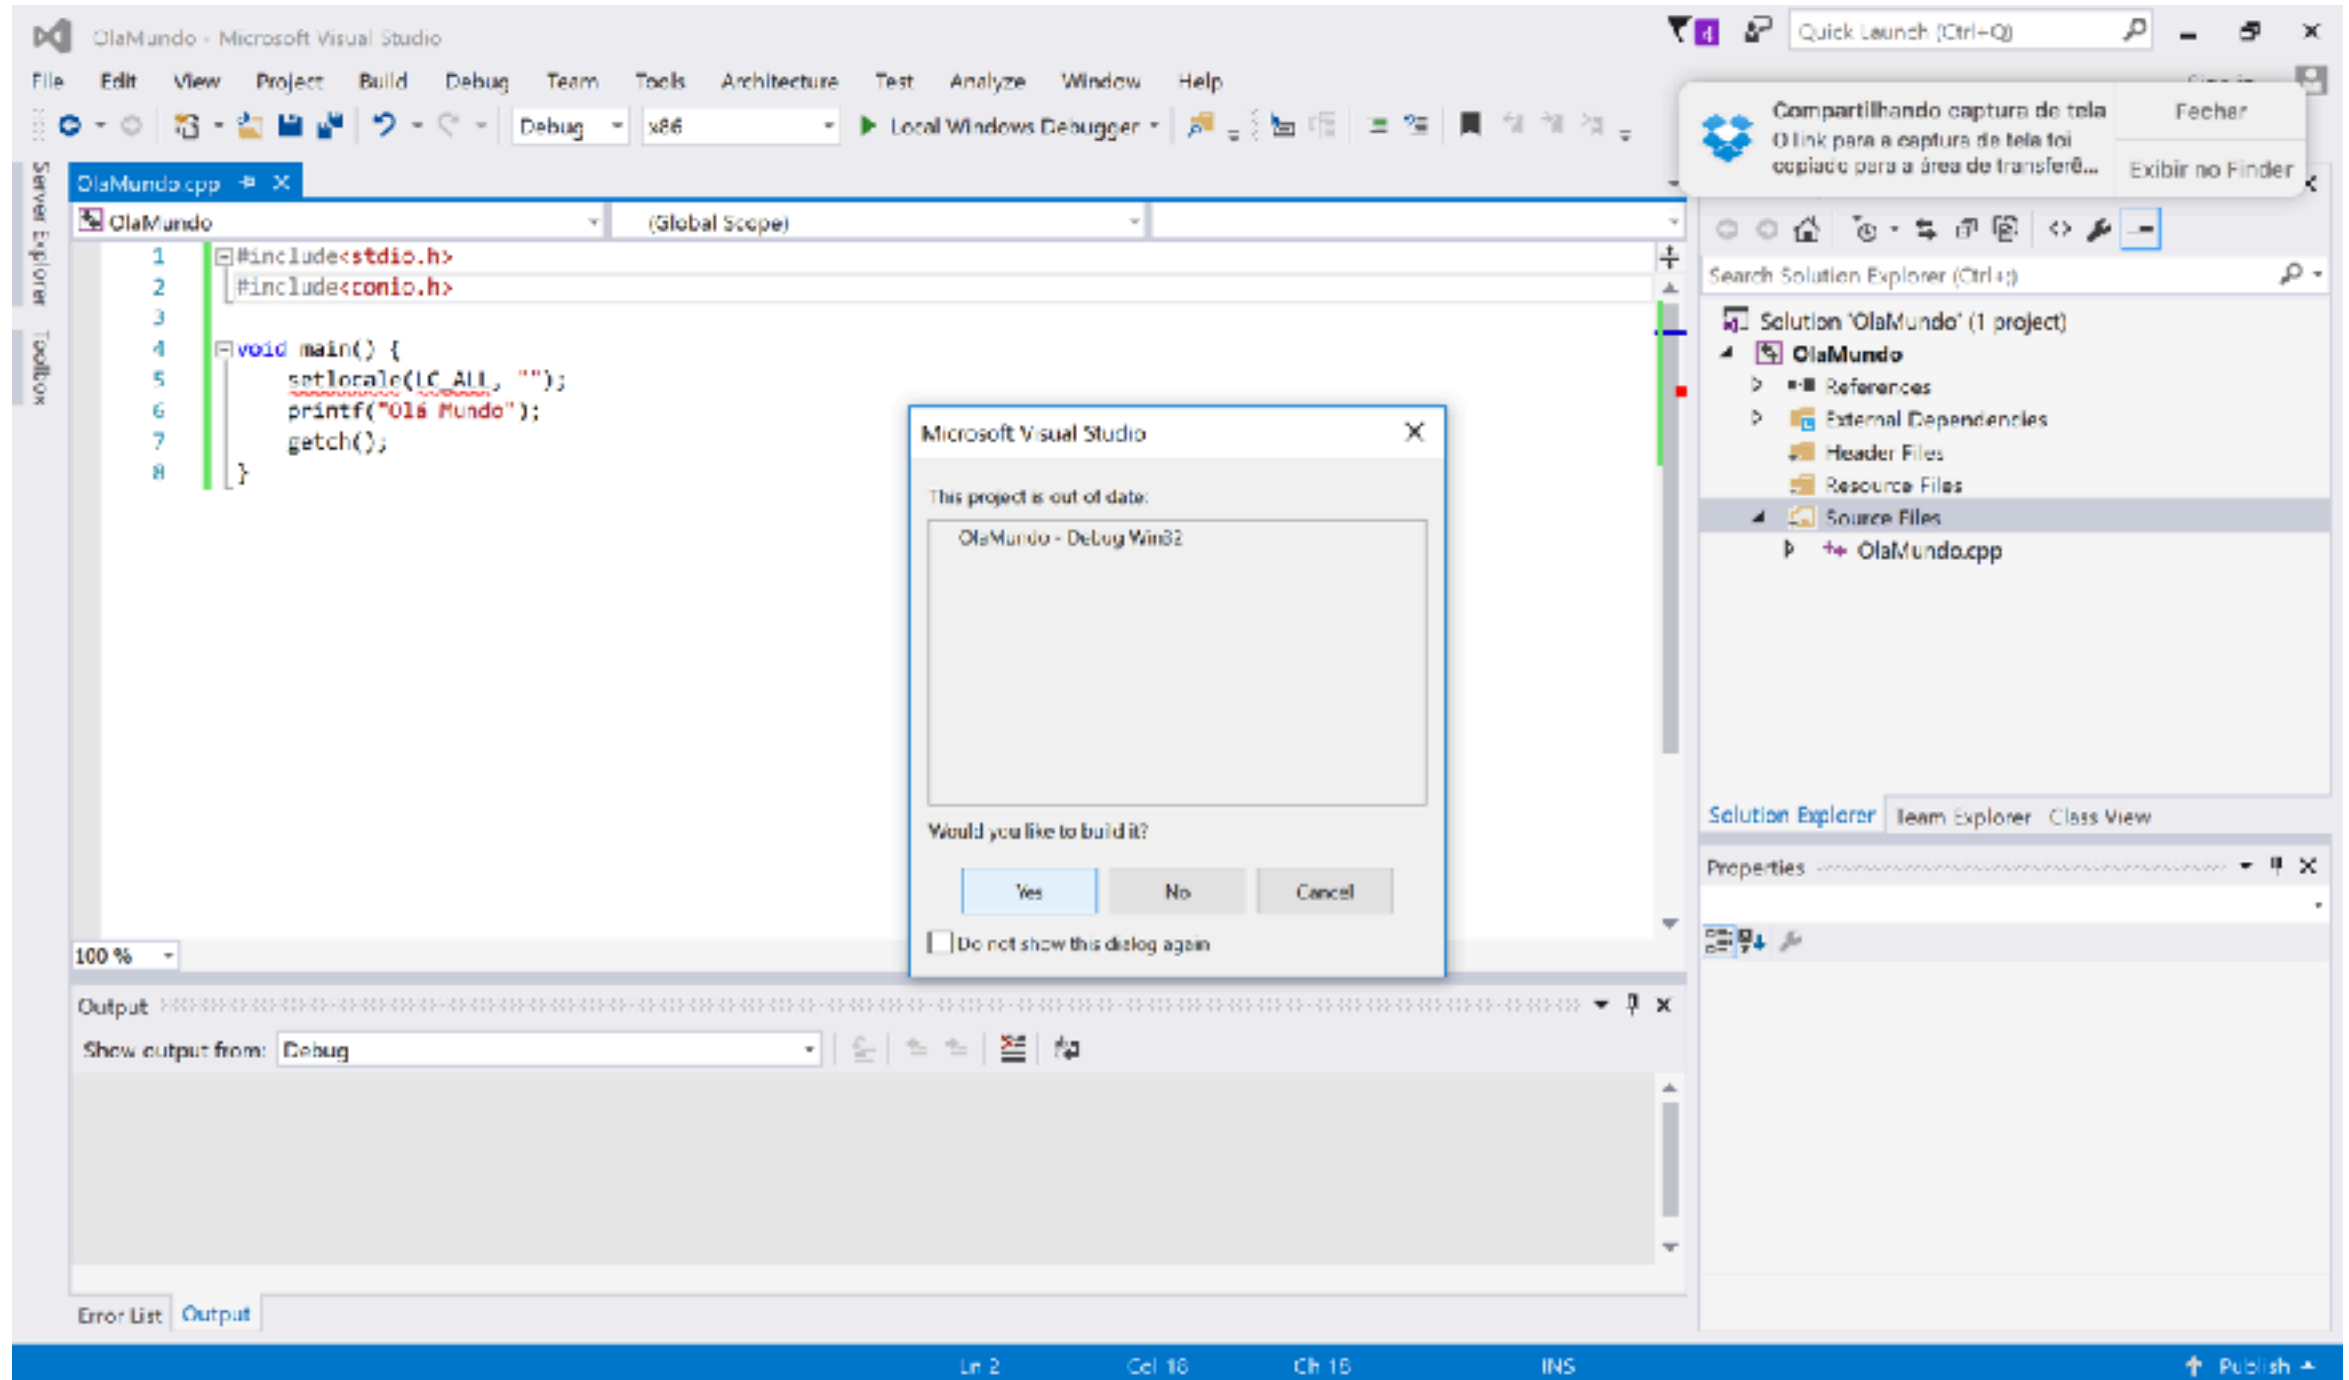 OlaMundo - Microsoft Visual Studio
4
Quick Launch (Ctrl+Q)
File Edit View Project Build Debug Team Tools Architecture Test Analyze Window Help
Debug x86 Local Windows Debugger
Compartilhando captura de tela
O link para a captura de tela foi
copiado para a área de transferê...
Fechar
Exibir no Finder
Server Explorer
Toolbox
OlaMundo.cpp
OlaMundo (Global Scope)
1 #include<stdio.h>
2 #include<conio.h>
3
4 void main() {
5 setlocale(LC_ALL, "");
6 printf("Olá Mundo");
7 getch();
8 }
100 %
Microsoft Visual Studio
This project is out of date:
OlaMundo - Debug Win32
Would you like to build it?
Yes No Cancel
Do not show this dialog again
Search Solution Explorer (Ctrl+;)
Solution 'OlaMundo' (1 project)
OlaMundo
References
External Dependencies
Header Files
Resource Files
Source Files
OlaMundo.cpp
Solution Explorer Team Explorer Class View
Properties
Output
Show output from: Debug
Error List Output
Ln 2 Col 18 Ch 18 INS Publish